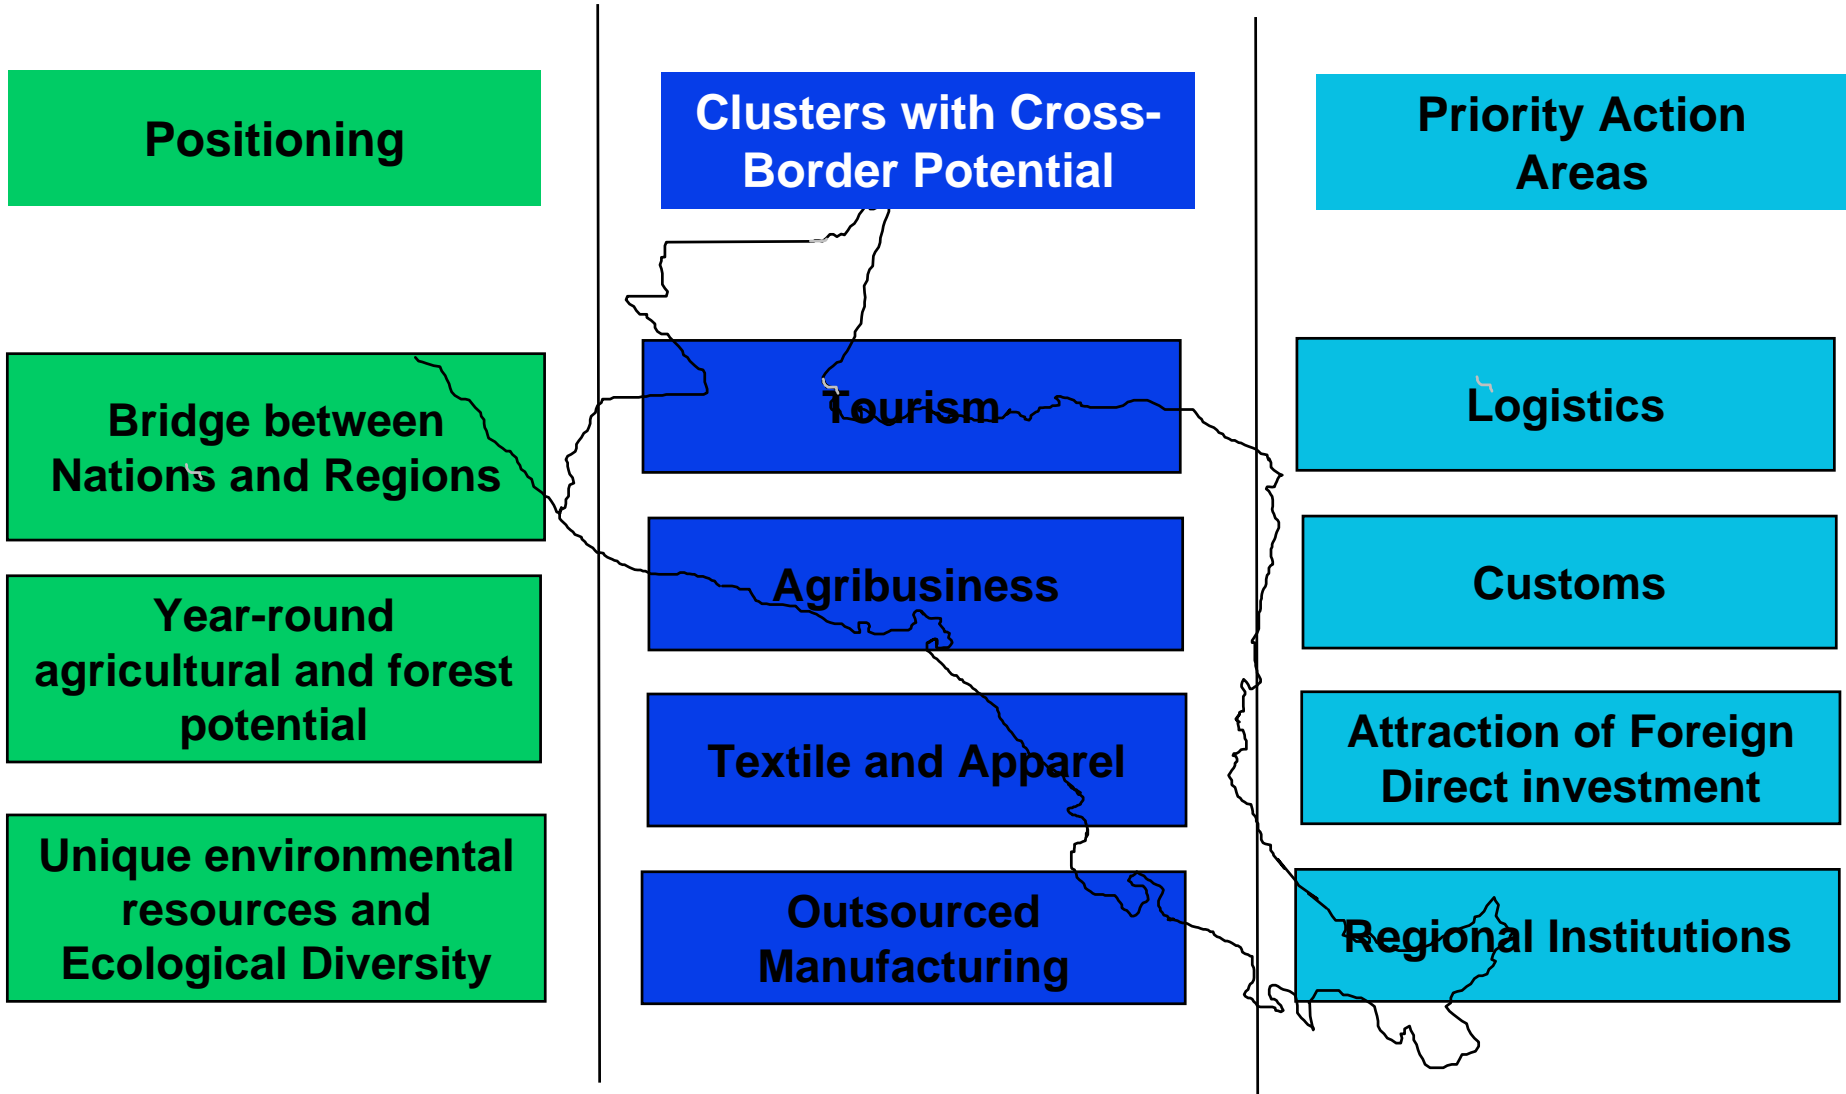 Positioning
Bridge between
Nations and Regions
Year-round
agricultural and forest
potential
Unique environmental
resources and
Ecological Diversity
Clusters with Cross-
Border Potential
Tourism
Agribusiness
Textile and Apparel
Outsourced
Manufacturing
Priority Action
Areas
Logistics
Customs
Attraction of Foreign
Direct investment
Regional Institutions